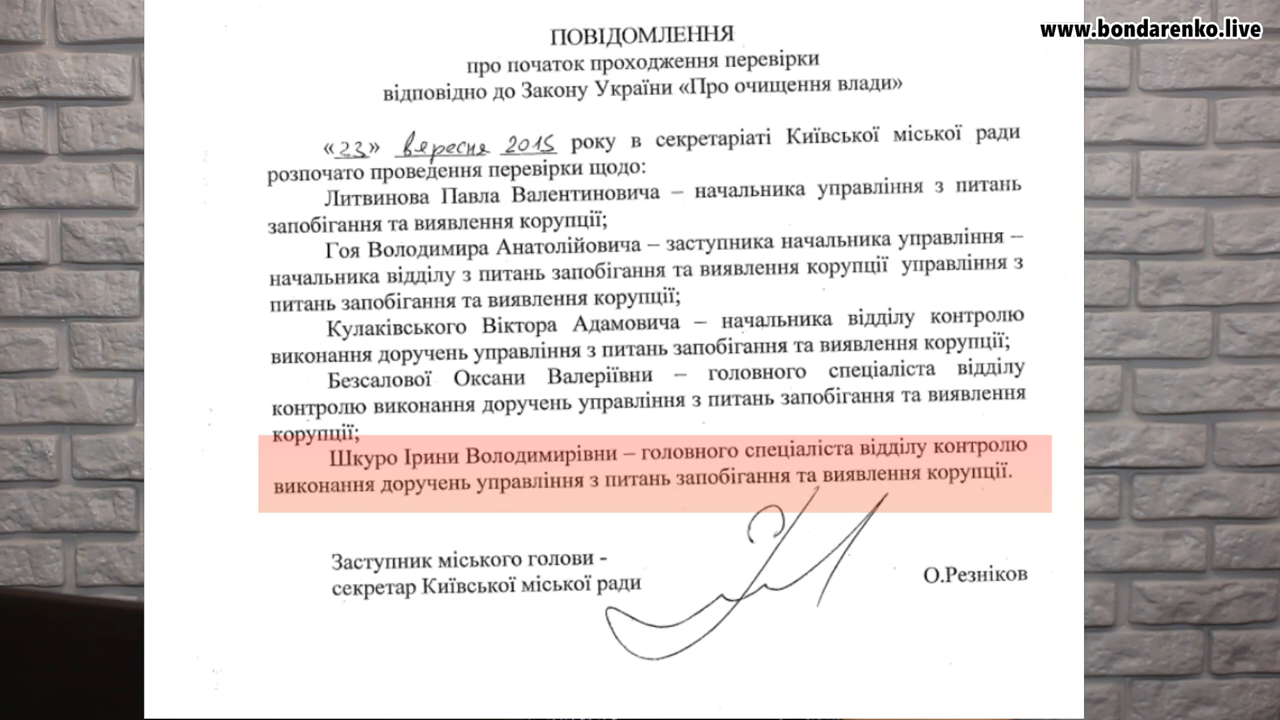 www.bondarenko.live
ПОВІДОМЛЕННЯ
про початок проходження перевірки
відповідно до Закону України «Про очищення влади»
«23» вересня 2015 року в секретаріаті Київської міської ради
розпочато проведення перевірки щодо:
Литвинова Павла Валентиновича – начальника управління з питань
запобігання та виявлення корупції;
Гоя Володимира Анатолійовича – заступника начальника управління –
начальника відділу з питань запобігання та виявлення корупції управління з
питань запобігання та виявлення корупції;
Кулаківського Віктора Адамовича – начальника відділу контролю
виконання доручень управління з питань запобігання та виявлення корупції;
Безсалової Оксани Валеріївни – головного спеціаліста відділу
контролю виконання доручень управління з питань запобігання та виявлення
корупції;
Шкуро Ірини Володимирівни – головного спеціаліста відділу контролю
виконання доручень управління з питань запобігання та виявлення корупції.
Заступник міського голови -
секретар Київської міської ради
О.Резніков